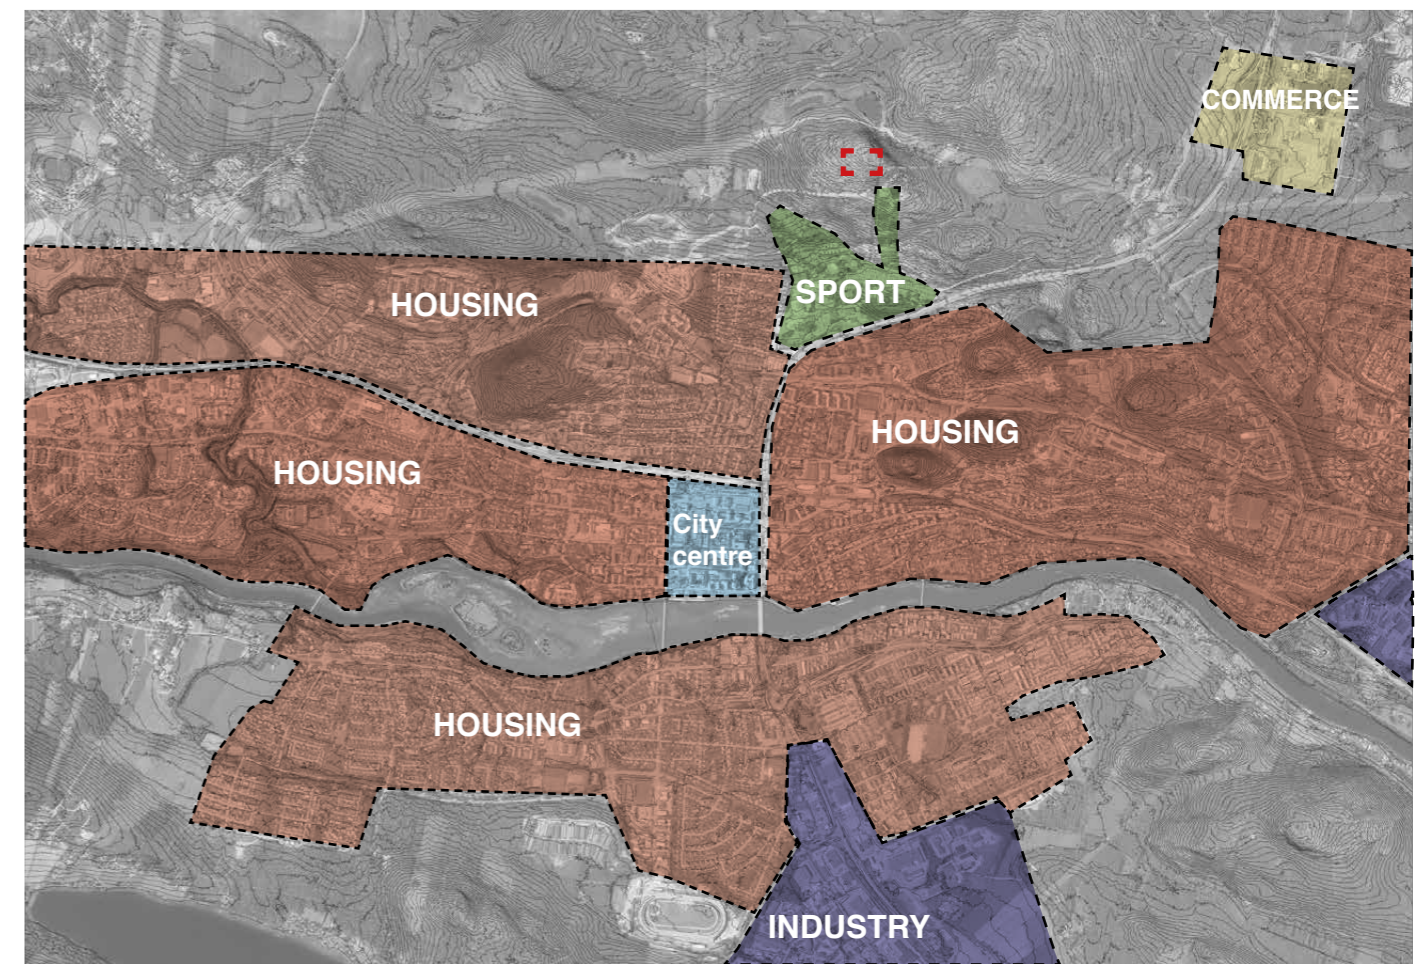 COMMERCE
SPORT
HOUSING
HOUSING
HOUSING
City
centre
HOUSING
INDUSTRY